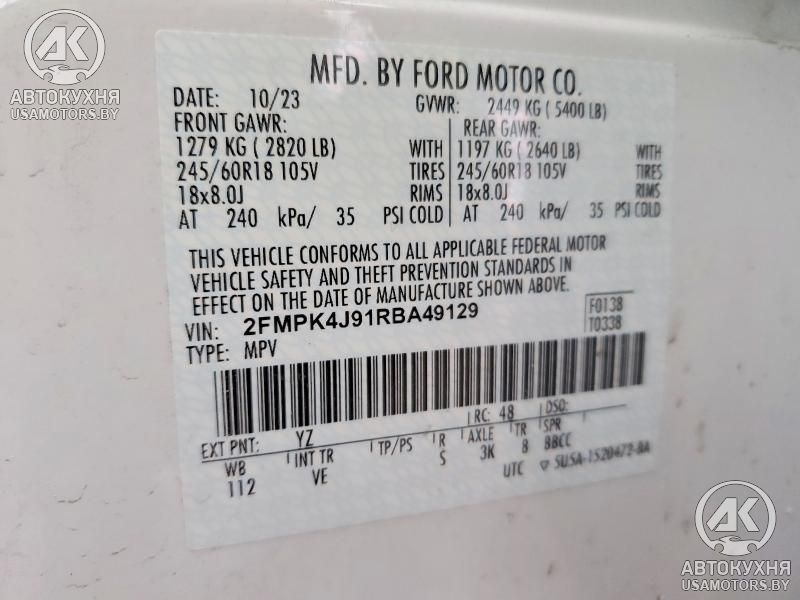 AK
АВТОКУХНЯ
USAMOTORS.BY
MFD. BY FORD MOTOR CO.
DATE: 10/23 GVWR: 2449 KG ( 5400 LB)
FRONT GAWR: REAR GAWR:
1279 KG ( 2820 LB) WITH 1197 KG ( 2640 LB) WITH
245/60R18 105V TIRES 245/60R18 105V TIRES
18x8.0J RIMS 18x8.0J RIMS
AT 240 kPa/ 35 PSI COLD AT 240 kPa/ 35 PSI COLD
THIS VEHICLE CONFORMS TO ALL APPLICABLE FEDERAL MOTOR
VEHICLE SAFETY AND THEFT PREVENTION STANDARDS IN
EFFECT ON THE DATE OF MANUFACTURE SHOWN ABOVE.
VIN: 2FMPK4J91RBA49129 F0138
TYPE: MPV T0338
EXT PNT: YZ RC: 48 DSO:
WB INT TR TP/PS R AXLE TR SPR
112 VE S 3K 8 BBCC
UTC ▽ SU5A-1520472-BA
AK
АВТОКУХНЯ
USAMOTORS.BY